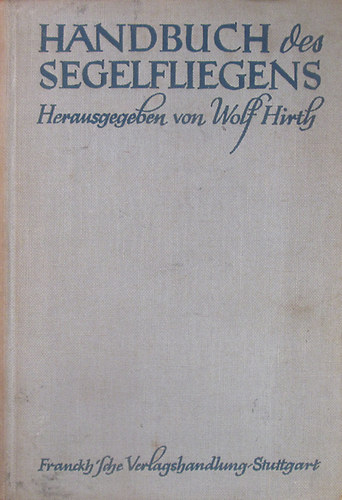 HANDBUCH des
SEGELFLIEGENS
Herausgegeben von Wolf Hirth
Franckh'sche Verlagshandlung-Stuttgart